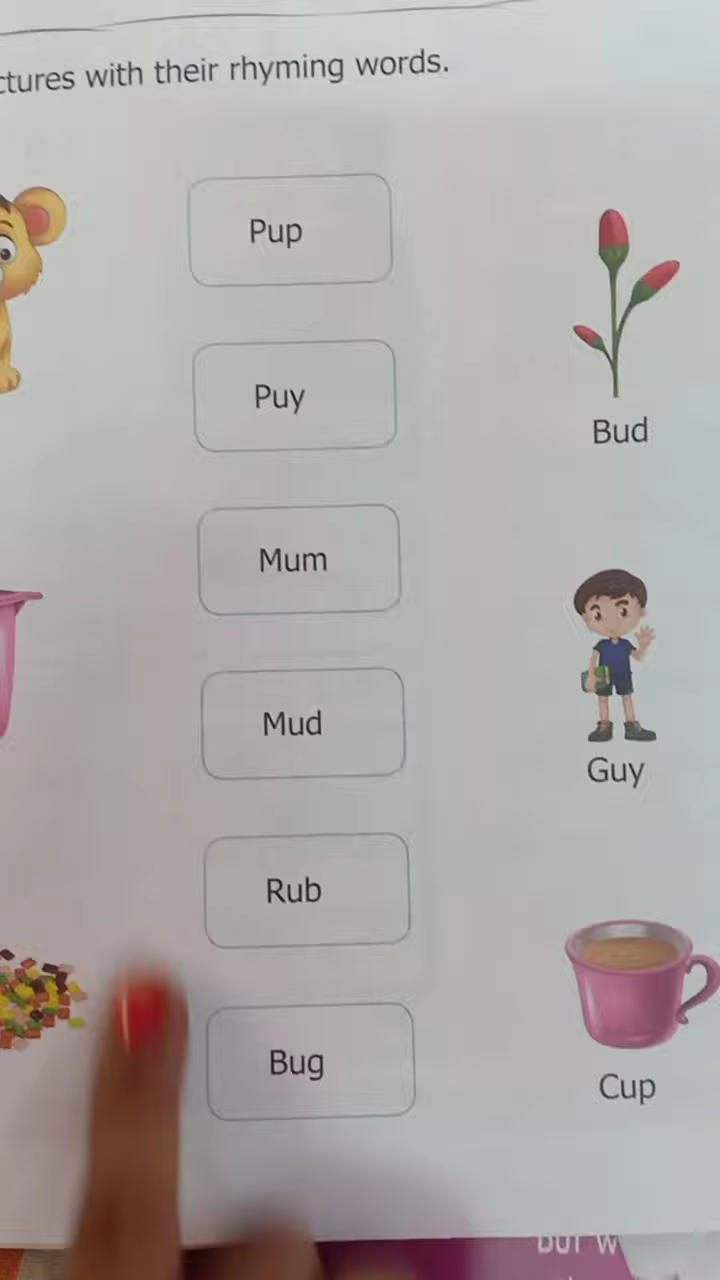 ctures with their rhyming words.
Pup
Puy
Bud
Mum
Mud
Guy
Rub
Bug
Cup